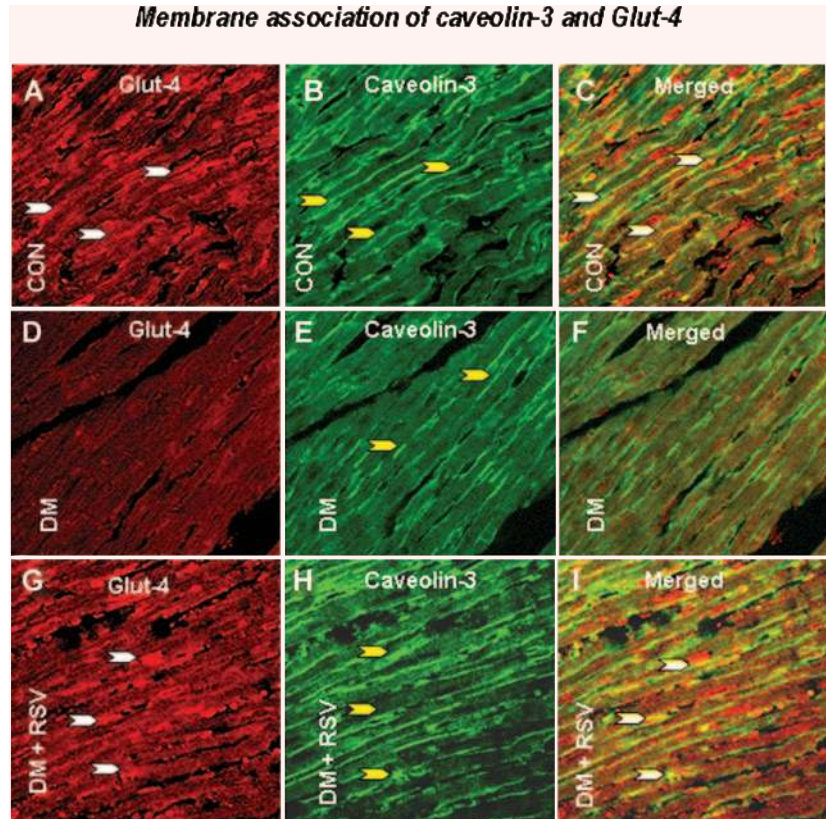 Membrane association of caveolin-3 and Glut-4
A Glut-4
B Caveolin-3
C Merged
CON
CON
CON
D Glut-4
E Caveolin-3
F Merged
DM
DM
DM
G Glut-4
H Caveolin-3
I Merged
DM + RSV
DM + RSV
DM + RSV